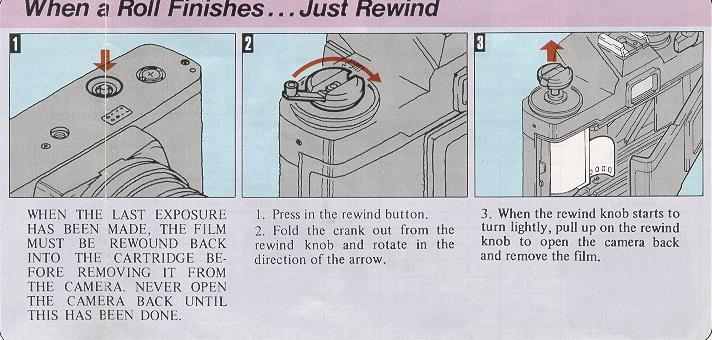 When a Roll Finishes...Just Rewind
1
2
3
WHEN THE LAST EXPOSURE
HAS BEEN MADE, THE FILM
MUST BE REWOUND BACK
INTO THE CARTRIDGE BE-
FORE REMOVING IT FROM
THE CAMERA. NEVER OPEN
THE CAMERA BACK UNTIL
THIS HAS BEEN DONE.
1. Press in the rewind button.
2. Fold the crank out from the
rewind knob and rotate in the
direction of the arrow.
3. When the rewind knob starts to
turn lightly, pull up on the rewind
knob to open the camera back
and remove the film.